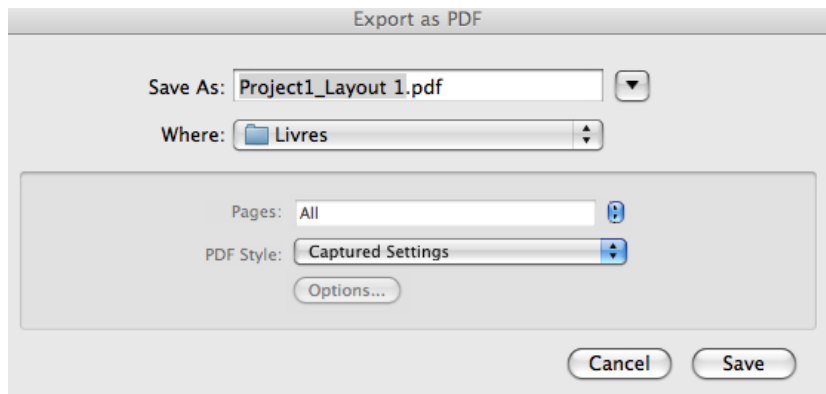 Export as PDF
Save As: Project1_Layout 1.pdf
Where: Livres
Pages: All
PDF Style: Captured Settings
Options...
Cancel Save